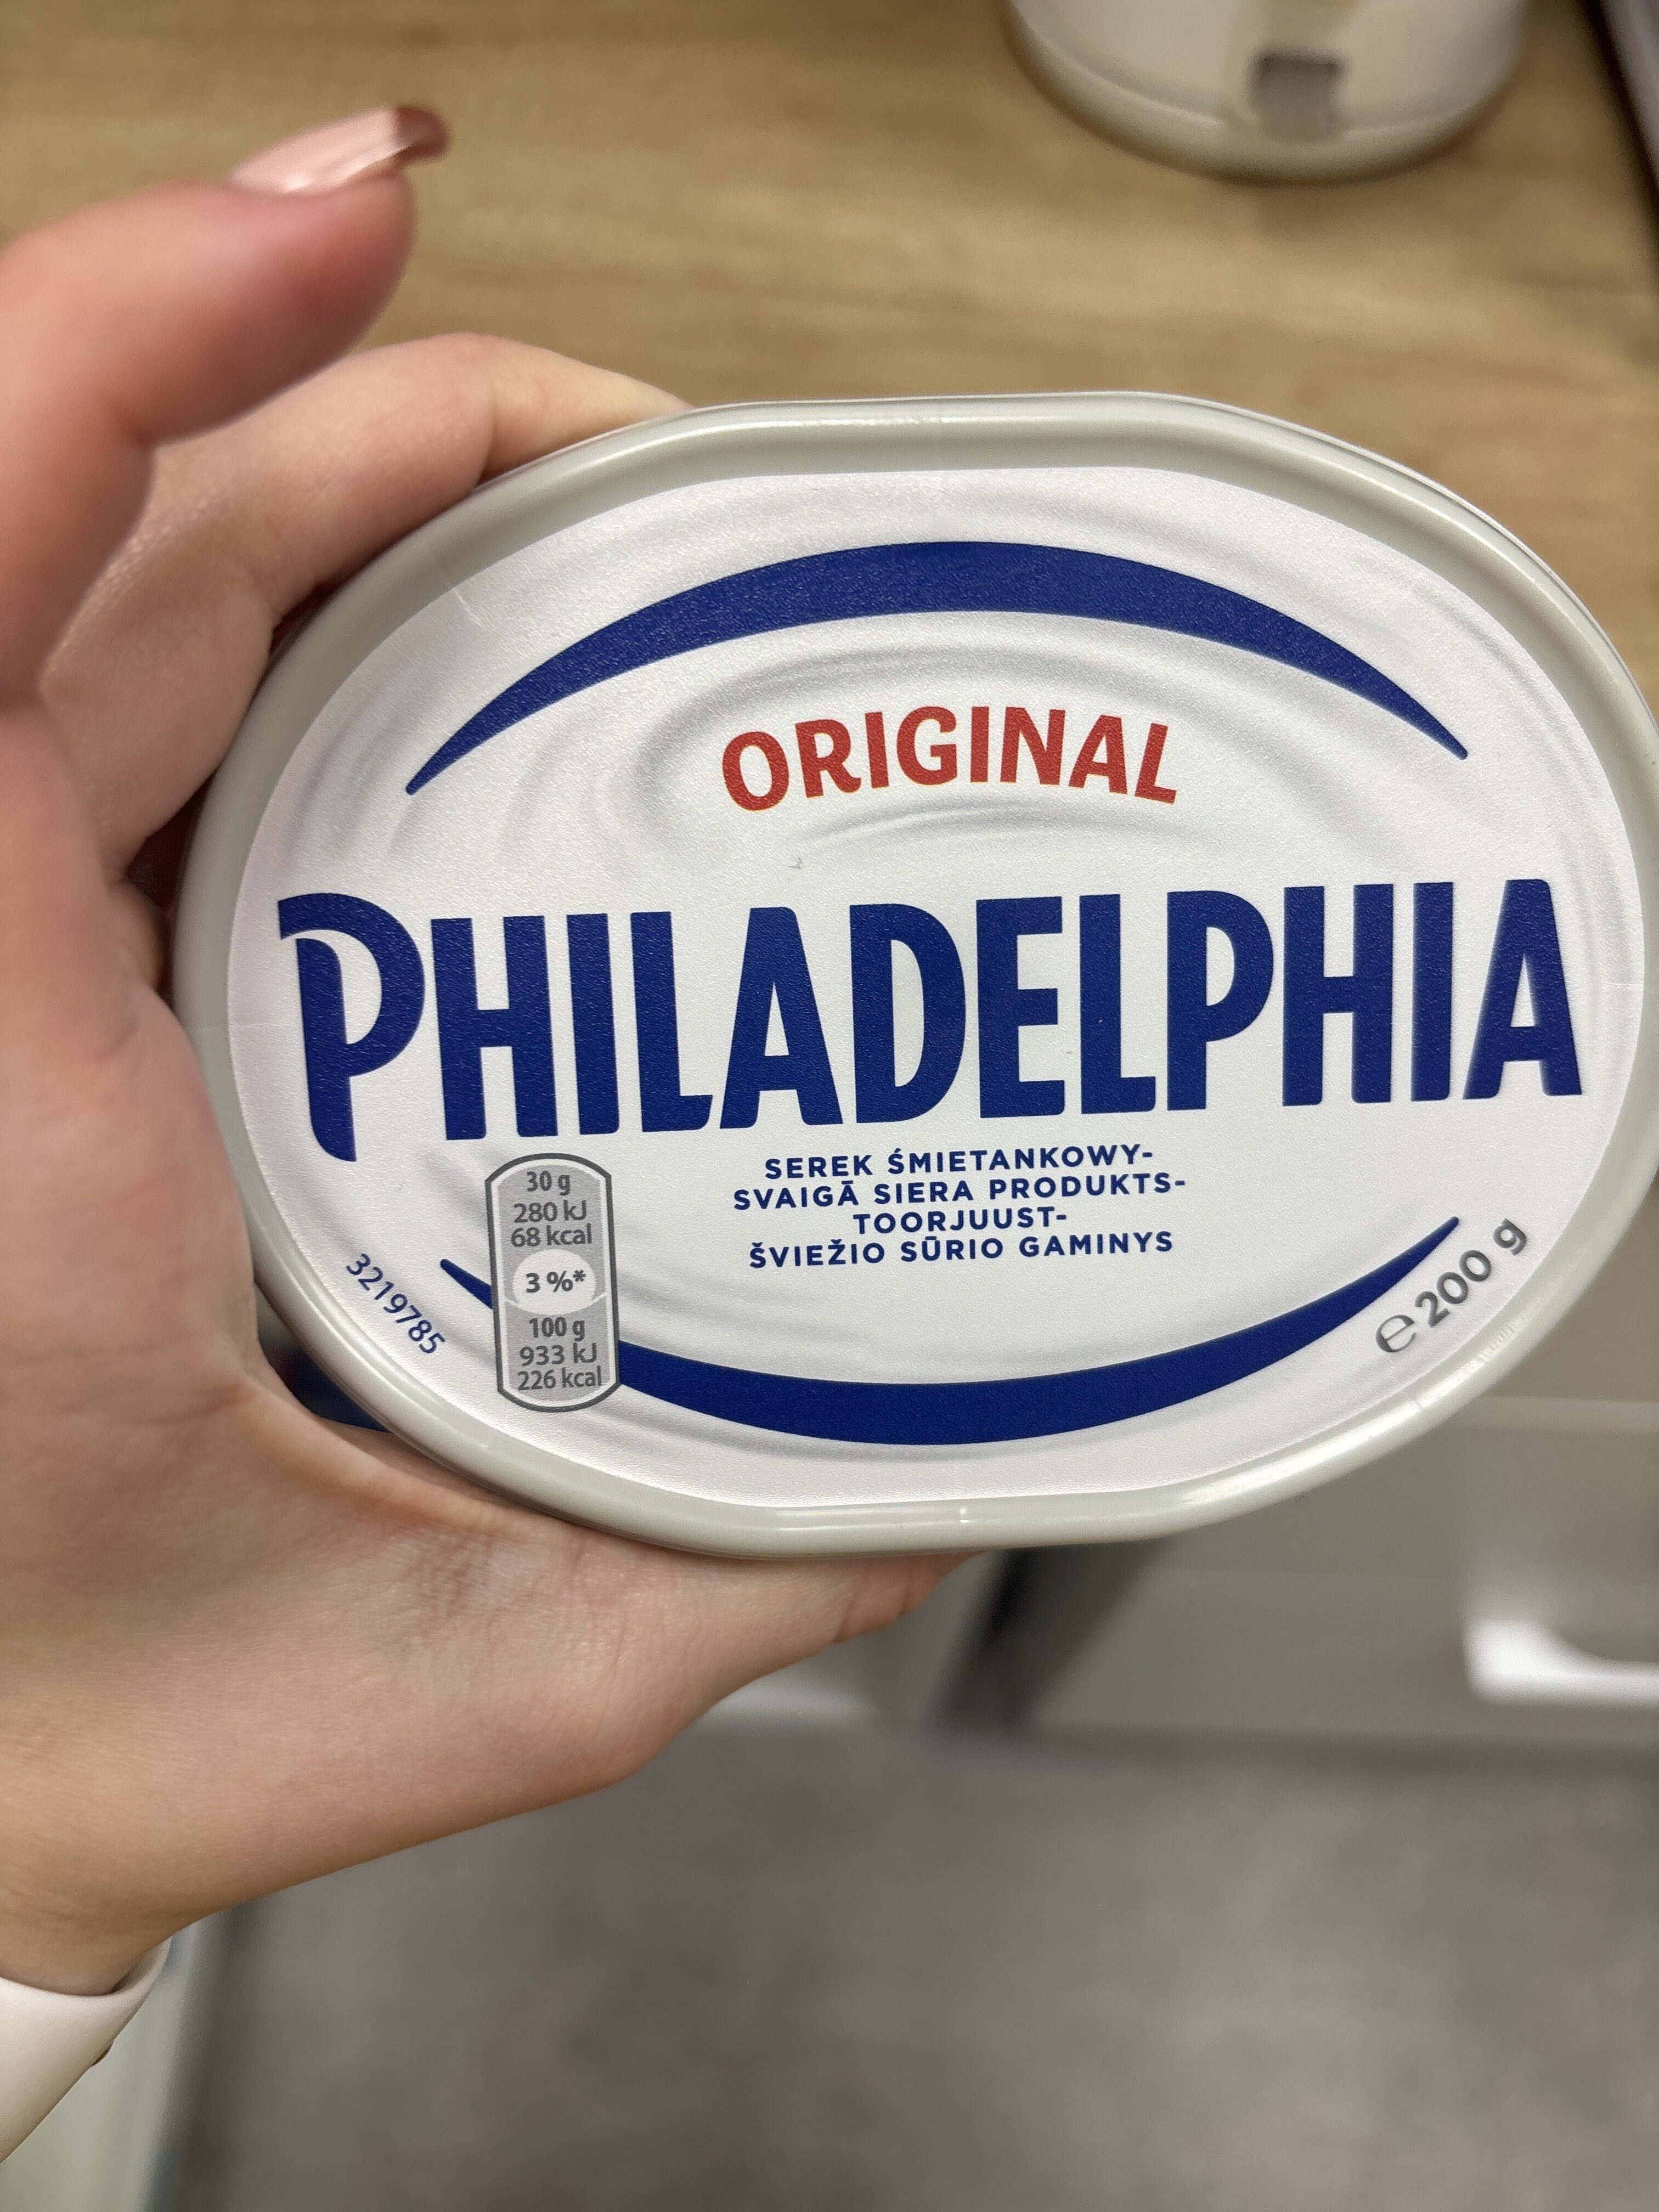 ORIGINAL
PHILADELPHIA
SEREK ŚMIETANKOWY-
SVAIGĀ SIERA PRODUKTS-
TOORJUUST-
ŠVIEŽIO SŪRIO GAMINYS
30 g
280 kJ
68 kcal
3 %*
100 g
933 kJ
226 kcal
3219785
℮ 200 g